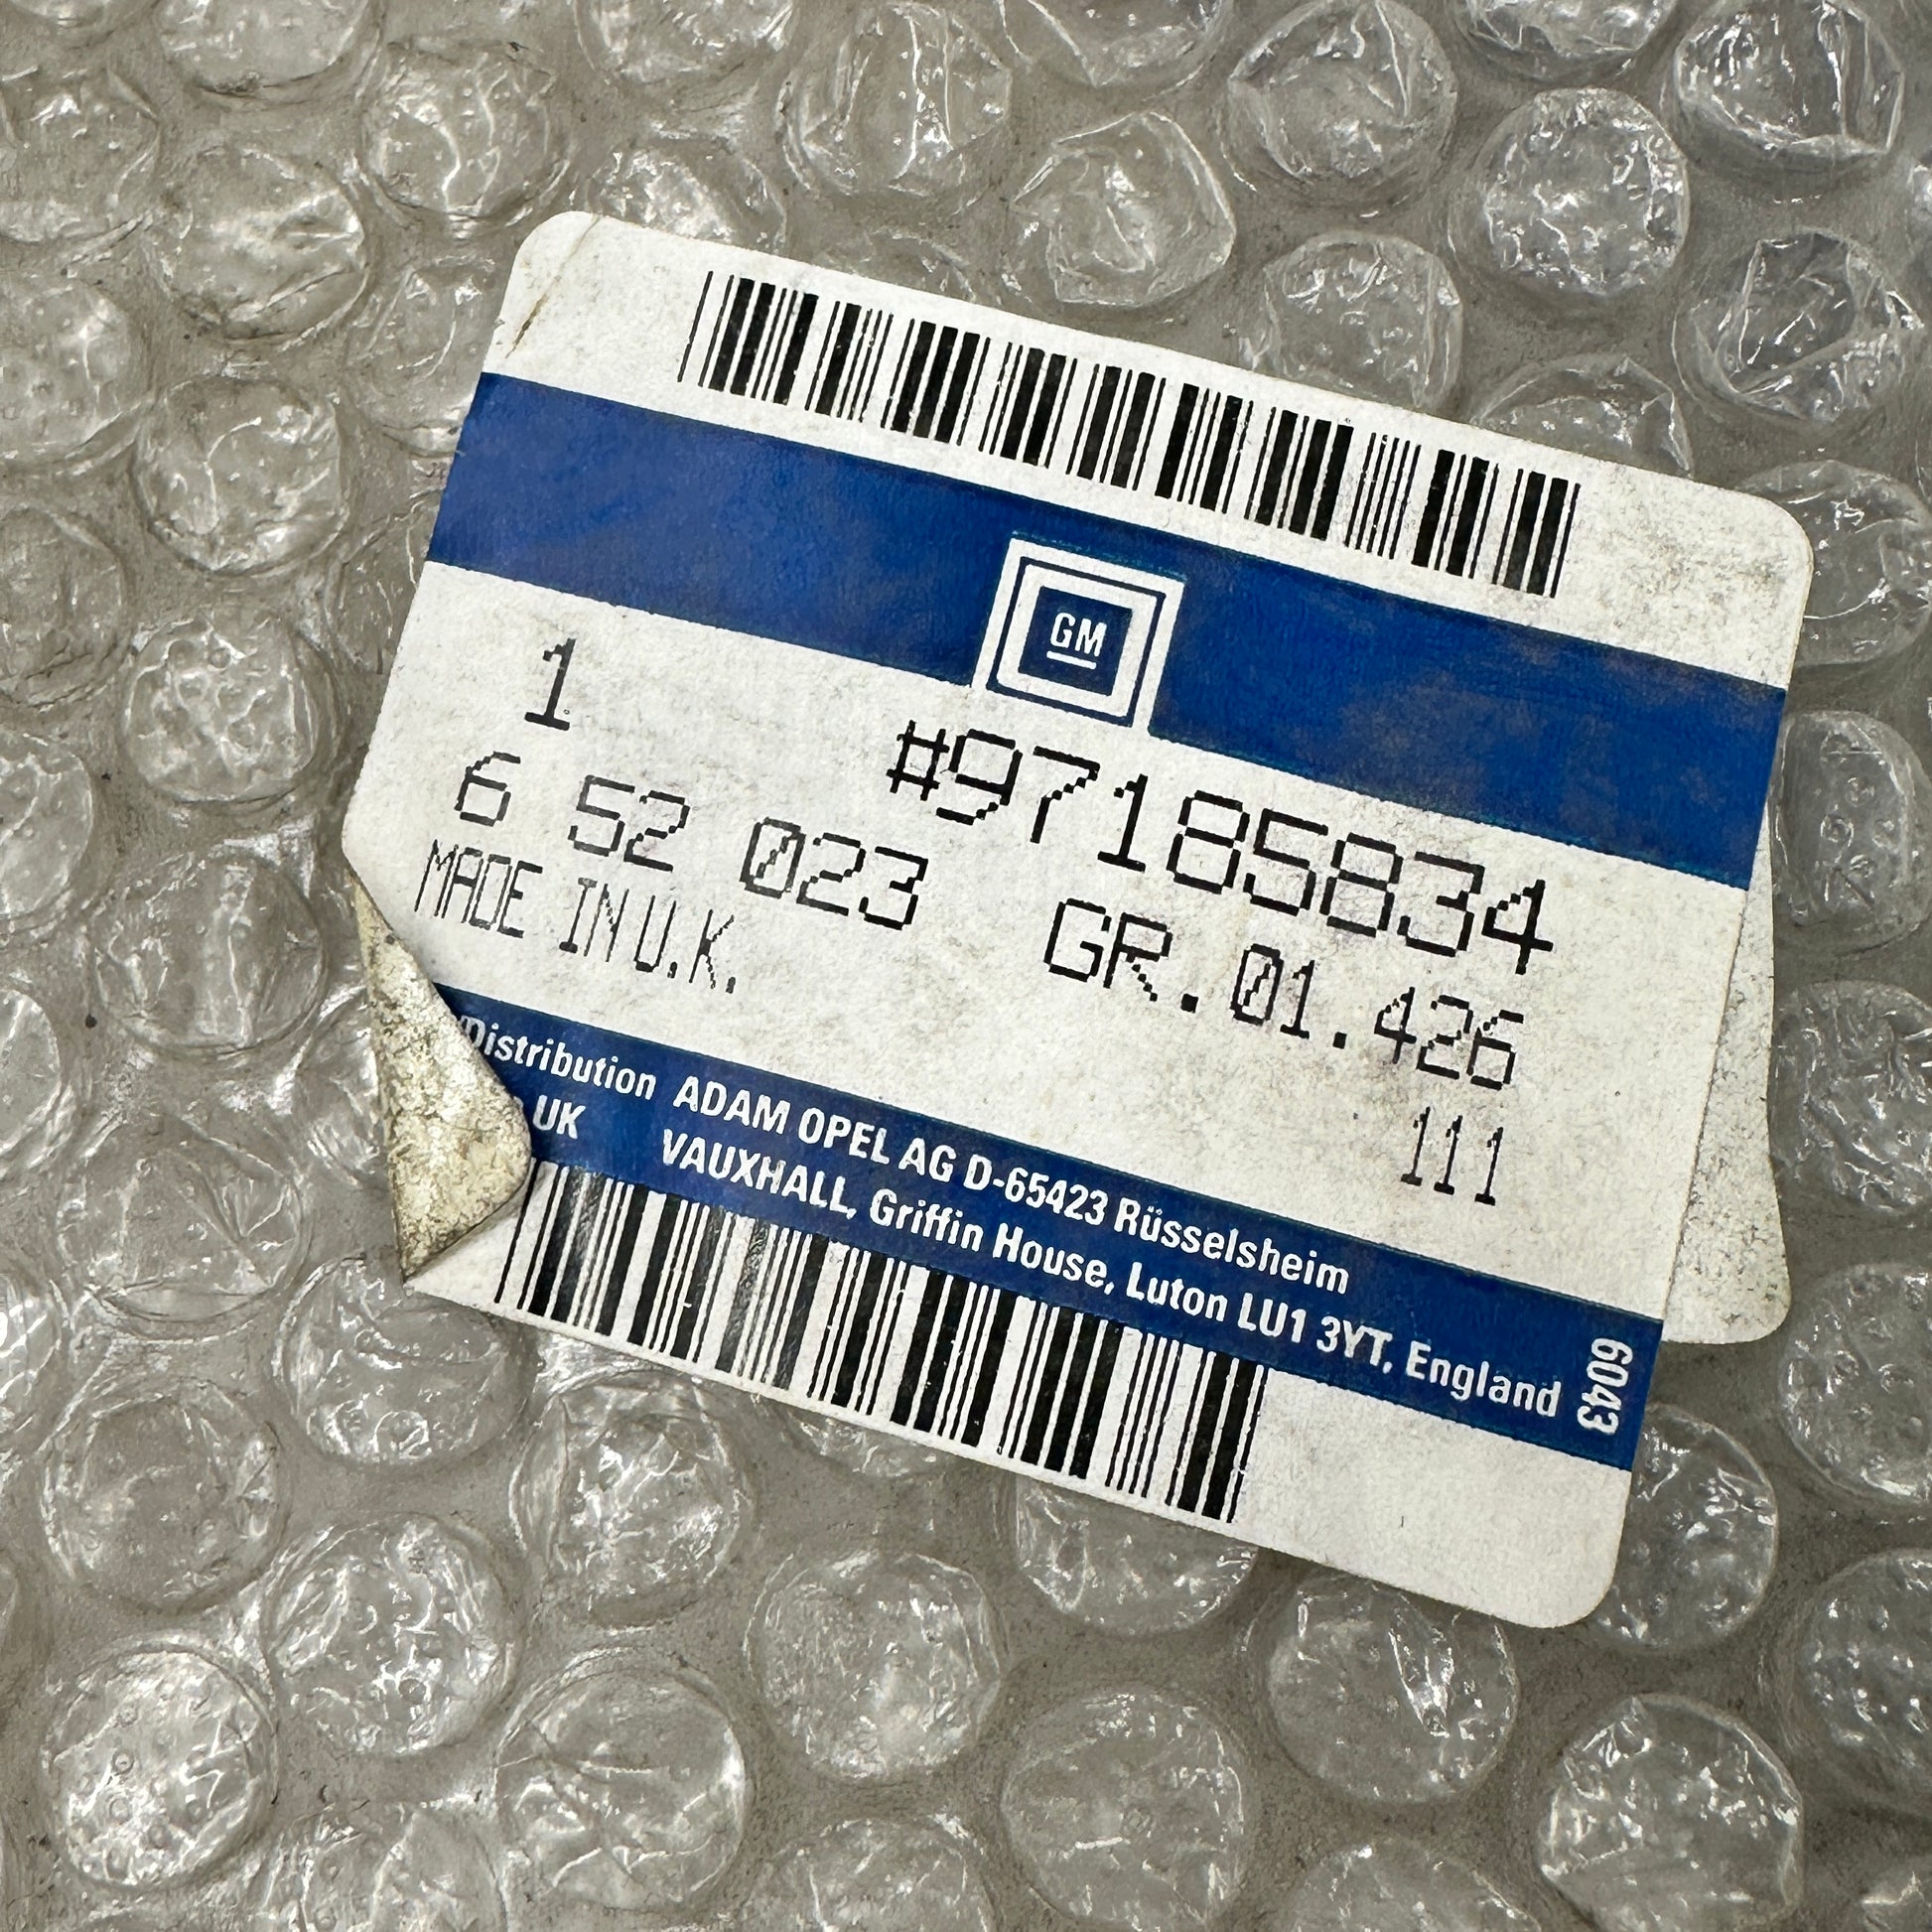 GM
1 #97185834
6 52 023 GR.01.426
MADE IN U.K. 111
Distribution ADAM OPEL AG D-65423 Rüsselsheim
UK VAUXHALL, Griffin House, Luton LU1 3YT, England
6043